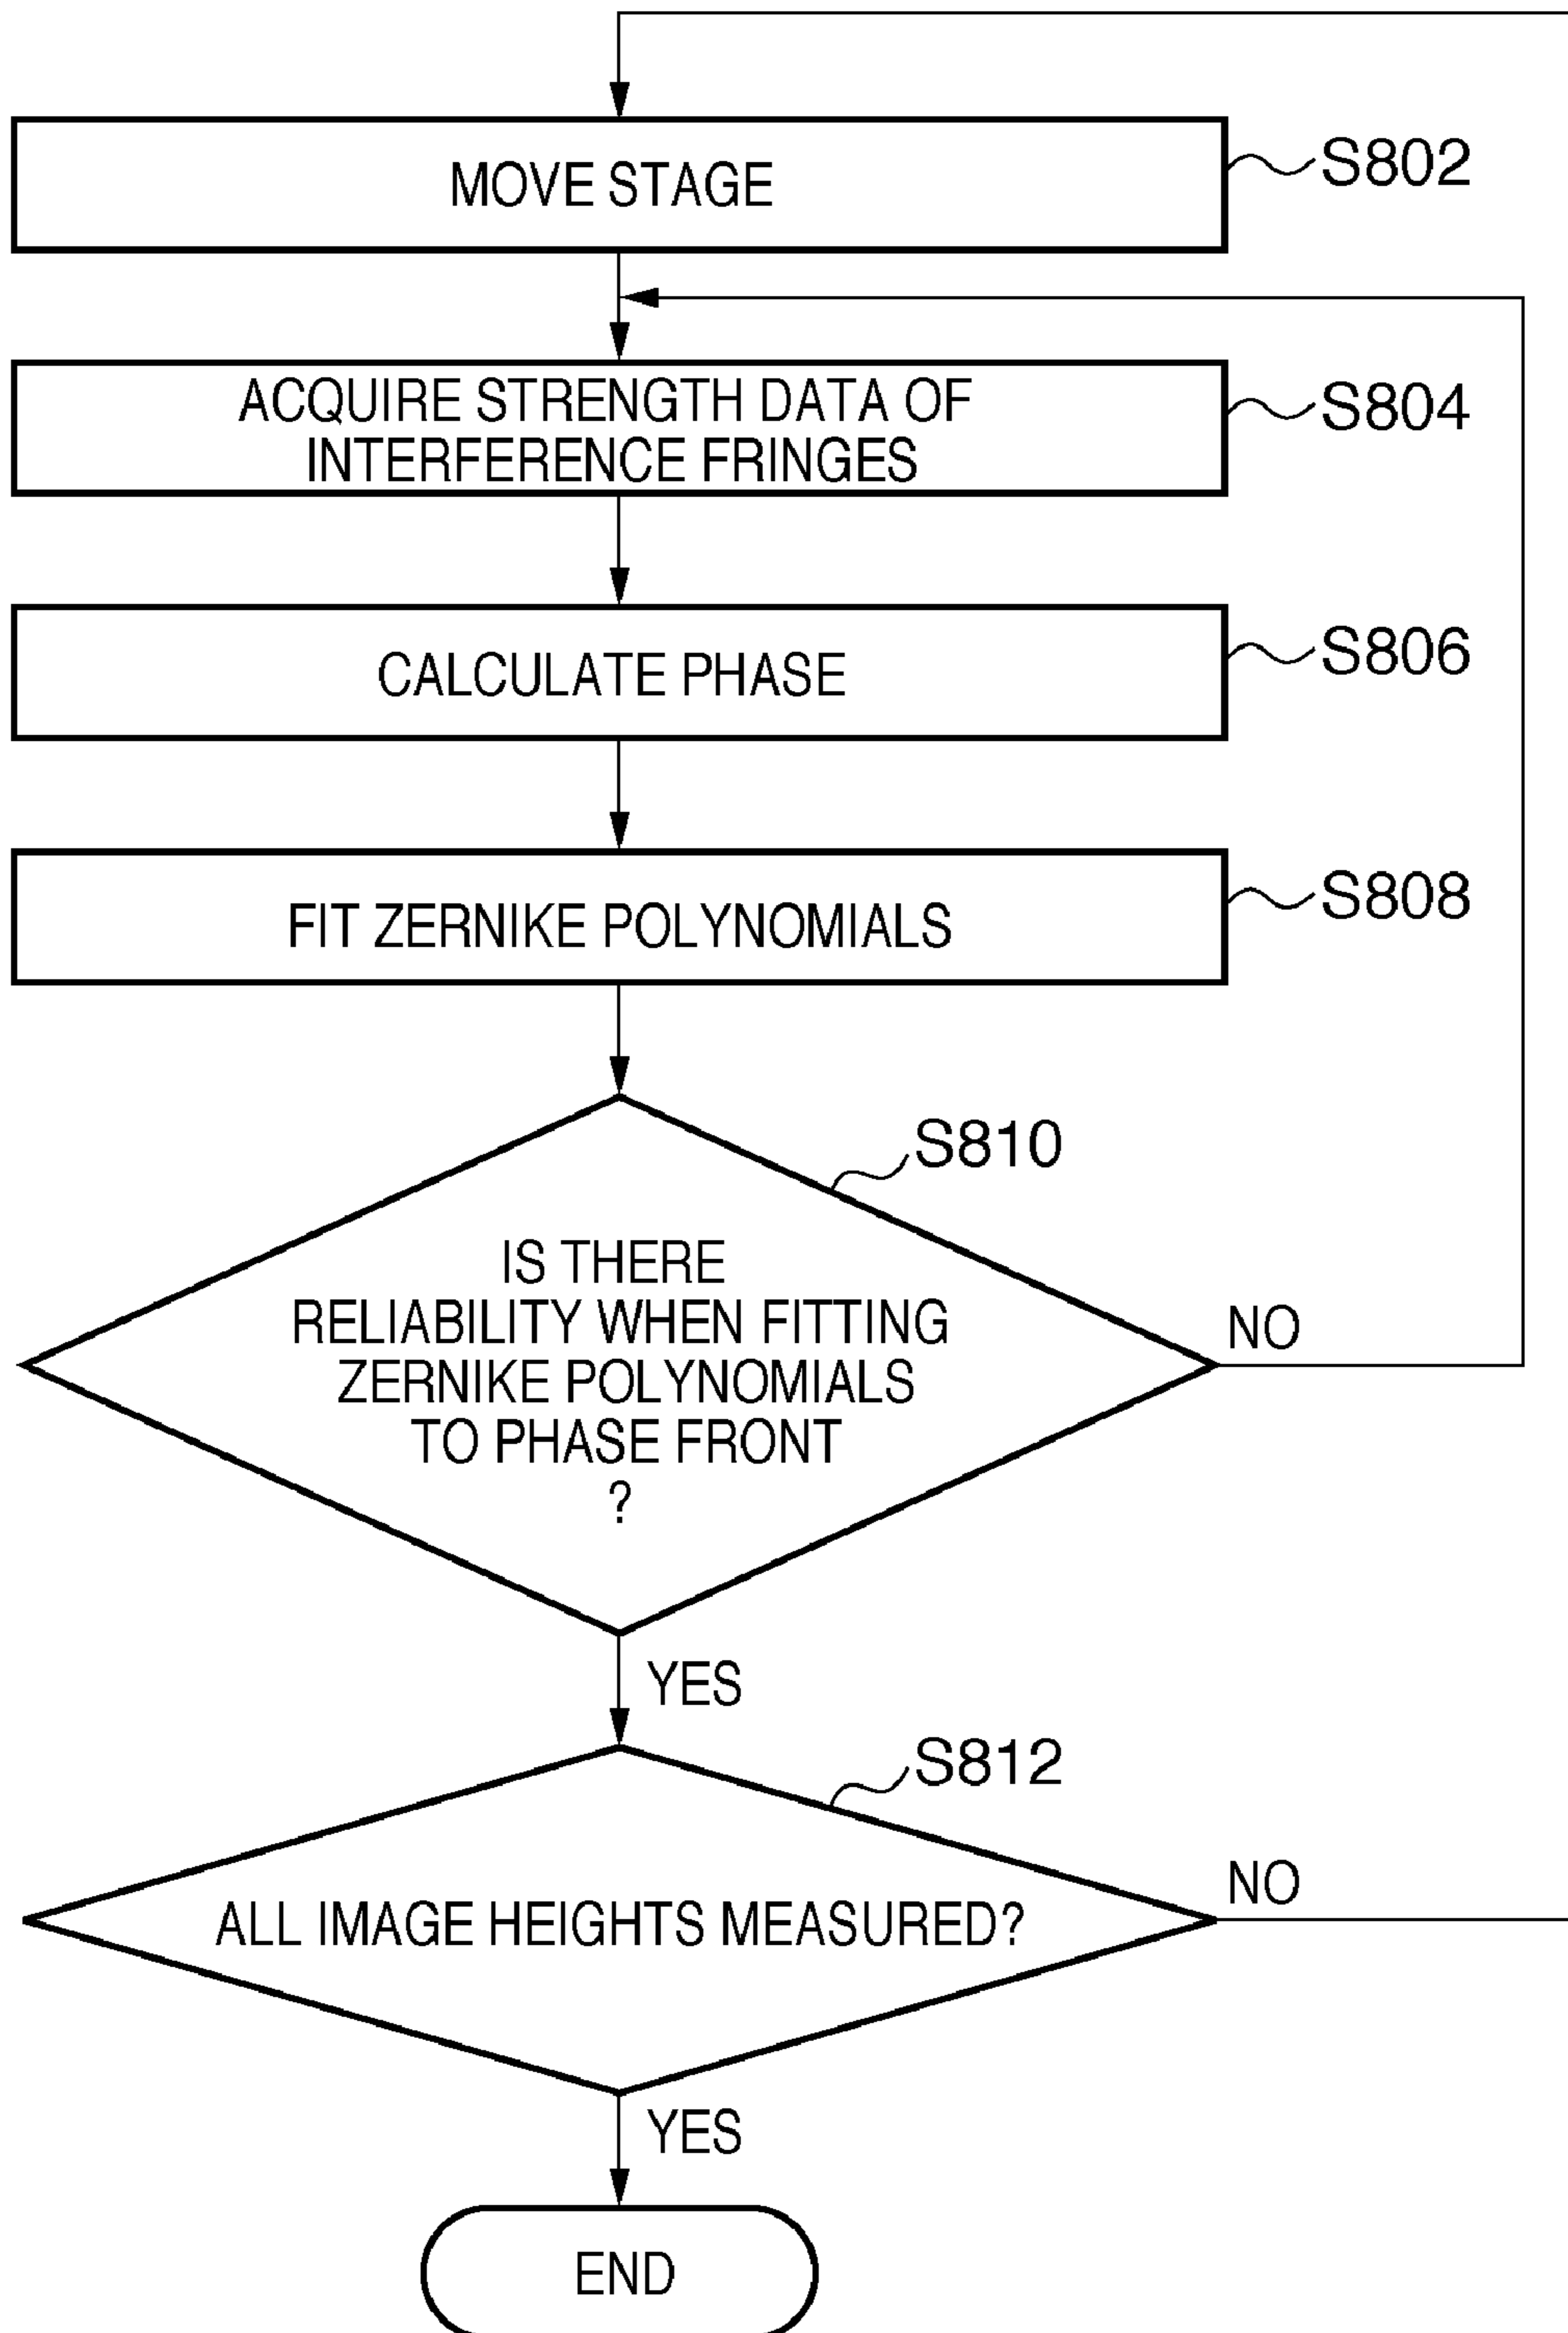 MOVE STAGE
S802
ACQUIRE STRENGTH DATA OF
INTERFERENCE FRINGES
S804
CALCULATE PHASE
S806
FIT ZERNIKE POLYNOMIALS
S808
S810
IS THERE
RELIABILITY WHEN FITTING
ZERNIKE POLYNOMIALS
TO PHASE FRONT
?
NO
YES
S812
ALL IMAGE HEIGHTS MEASURED?
NO
YES
END